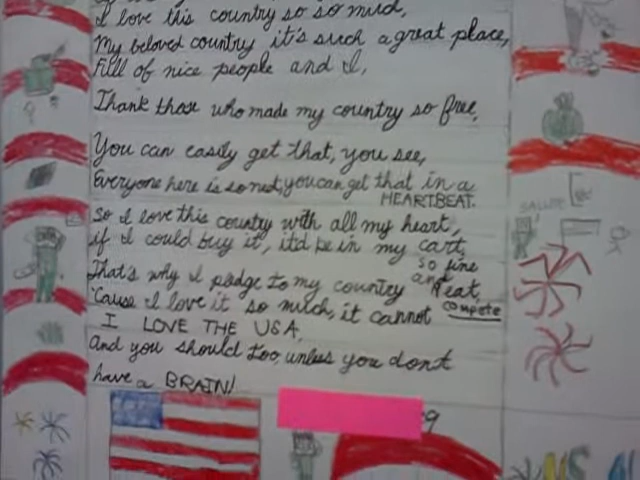 I love this country so so much,
My beloved country it's such a great place,
Full of nice people and I,
Thank those who made my country so free,
You can easily get that, you see,
Everyone here is so nest, you can get that in a
HEARTBEAT.
So I love this country with all my heart,
if I could buy it, it'd be in my cart,
That's why I pledge to my country so fine and neat,
'Cause I love it so much, it cannot compete
I LOVE THE USA,
And you should too, unless you don't
have a BRAIN!
9
SALUTE